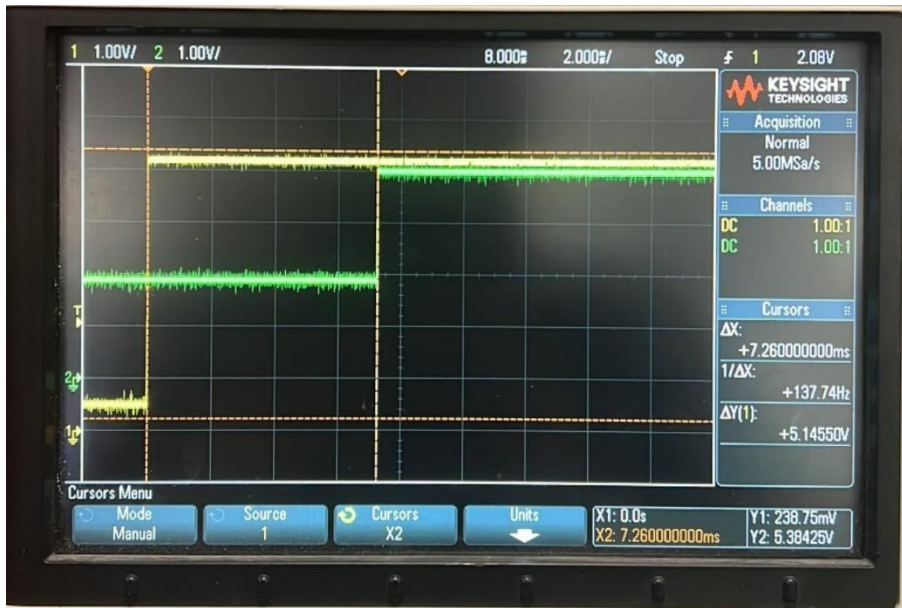 1 1.00V/ 2 1.00V/ 8.000s 2.000s/ Stop 1 2.08V
KEYSIGHT
TECHNOLOGIES
Acquisition
Normal
5.00MSa/s
Channels
DC 1.00:1
DC 1.00:1
Cursors
ΔX:
+7.260000000ms
1/ΔX:
+137.74Hz
ΔY(1):
+5.14550V
T
2
1
Cursors Menu
Mode
Manual
Source
1
Cursors
X2
Units
X1: 0.0s
X2: 7.260000000ms
Y1: 238.75mV
Y2: 5.38425V